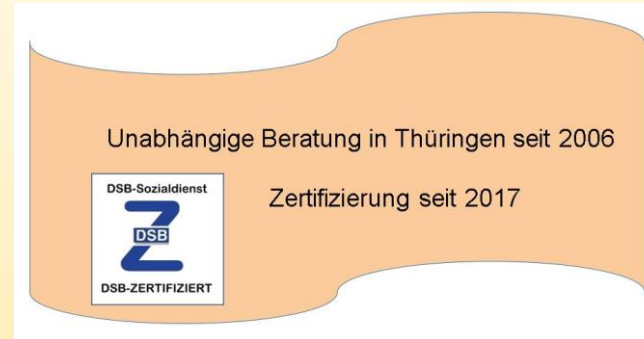 Unabhängige Beratung in Thüringen seit 2006
Zertifizierung seit 2017
DSB-Sozialdienst
DSB
DSB-ZERTIFIZIERT